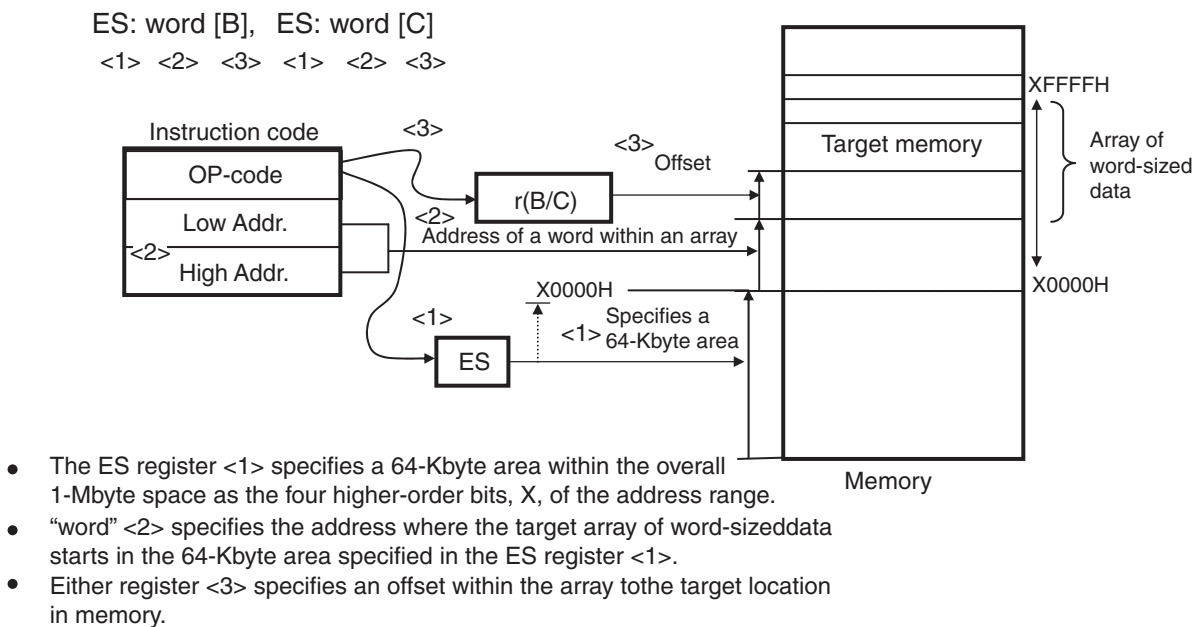 ES: word [B], ES: word [C]
<1> <2> <3> <1> <2> <3>
XFFFFH
Instruction code
<3>
OP-code
Low Addr.
<2>
High Addr.
r(B/C)
<3>
Offset
Target memory
Array of
word-sized
data
<2>
Address of a word within an array
X0000H
X0000H
<1>
ES
<1>
Specifies a
64-Kbyte area
Memory
• The ES register <1> specifies a 64-Kbyte area within the overall
1-Mbyte space as the four higher-order bits, X, of the address range.
• “word” <2> specifies the address where the target array of word-sizeddata
starts in the 64-Kbyte area specified in the ES register <1>.
• Either register <3> specifies an offset within the array tothe target location
in memory.